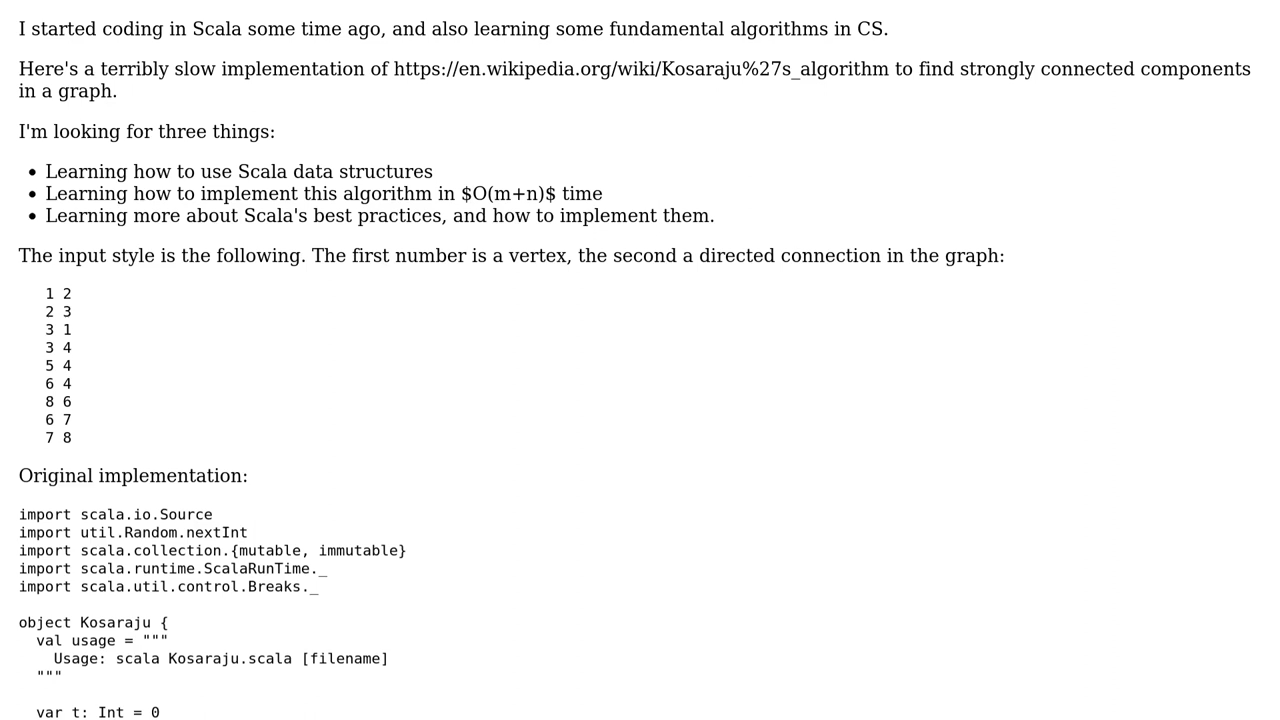 I started coding in Scala some time ago, and also learning some fundamental algorithms in CS.
Here's a terribly slow implementation of https://en.wikipedia.org/wiki/Kosaraju%27s_algorithm to find strongly connected components
in a graph.
I'm looking for three things:
• Learning how to use Scala data structures
• Learning how to implement this algorithm in $O(m+n)$ time
• Learning more about Scala's best practices, and how to implement them.
The input style is the following. The first number is a vertex, the second a directed connection in the graph:
1 2
2 3
3 1
3 4
5 4
6 4
8 6
6 7
7 8
Original implementation:
import scala.io.Source
import util.Random.nextInt
import scala.collection.{mutable, immutable}
import scala.runtime.ScalaRunTime._
import scala.util.control.Breaks._
object Kosaraju {
  val usage = """
    Usage: scala Kosaraju.scala [filename]
  """
  var t: Int = 0